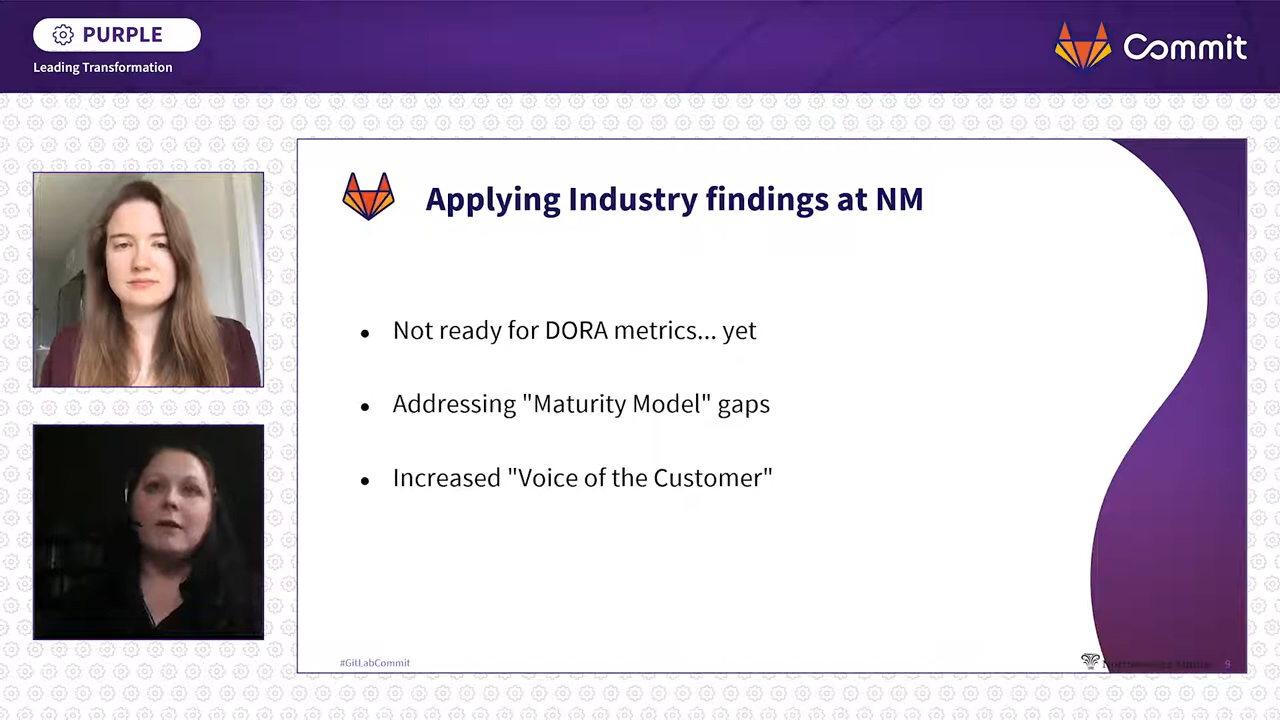 PURPLE
Leading Transformation
Commit
Applying Industry findings at NM
Not ready for DORA metrics... yet
Addressing "Maturity Model" gaps
Increased "Voice of the Customer"
#GitLabCommit
9